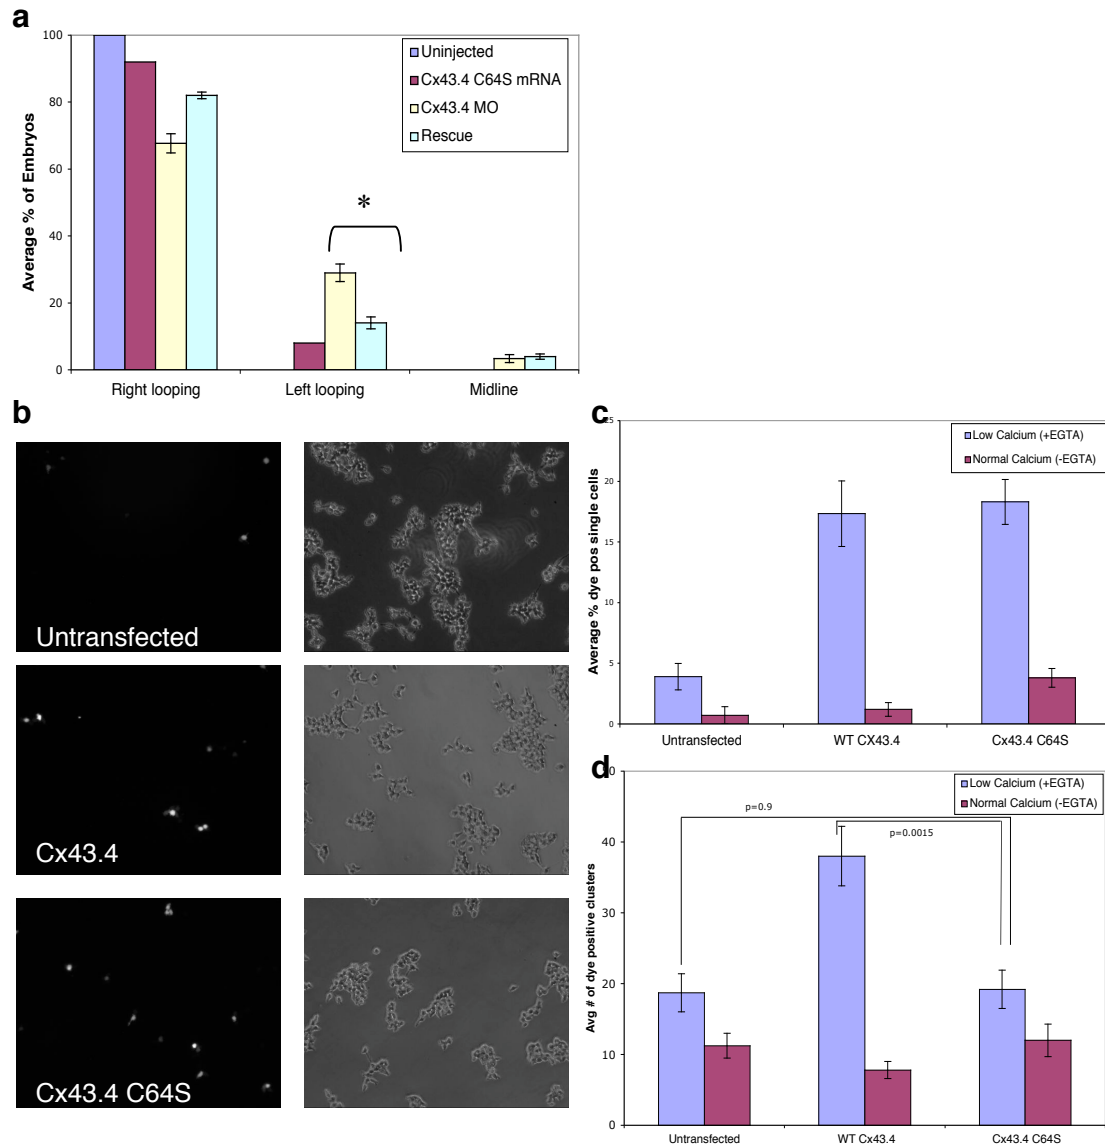 a
100
80
60
40
20
0
Average % of Embryos
Uninjected
Cx43.4 C64S mRNA
Cx43.4 MO
Rescue
*
Right looping
Left looping
Midline
b
Untransfected
Cx43.4
Cx43.4 C64S
c
25
20
15
10
5
0
Average % dye pos single cells
Low Calcium (+EGTA)
Normal Calcium (-EGTA)
Untransfected
WT CX43.4
Cx43.4 C64S
d
50
40
30
20
10
0
Avg # of dye positive clusters
Low Calcium (+EGTA)
Normal Calcium (-EGTA)
p=0.9
p=0.0015
Untransfected
WT Cx43.4
Cx43.4 C64S